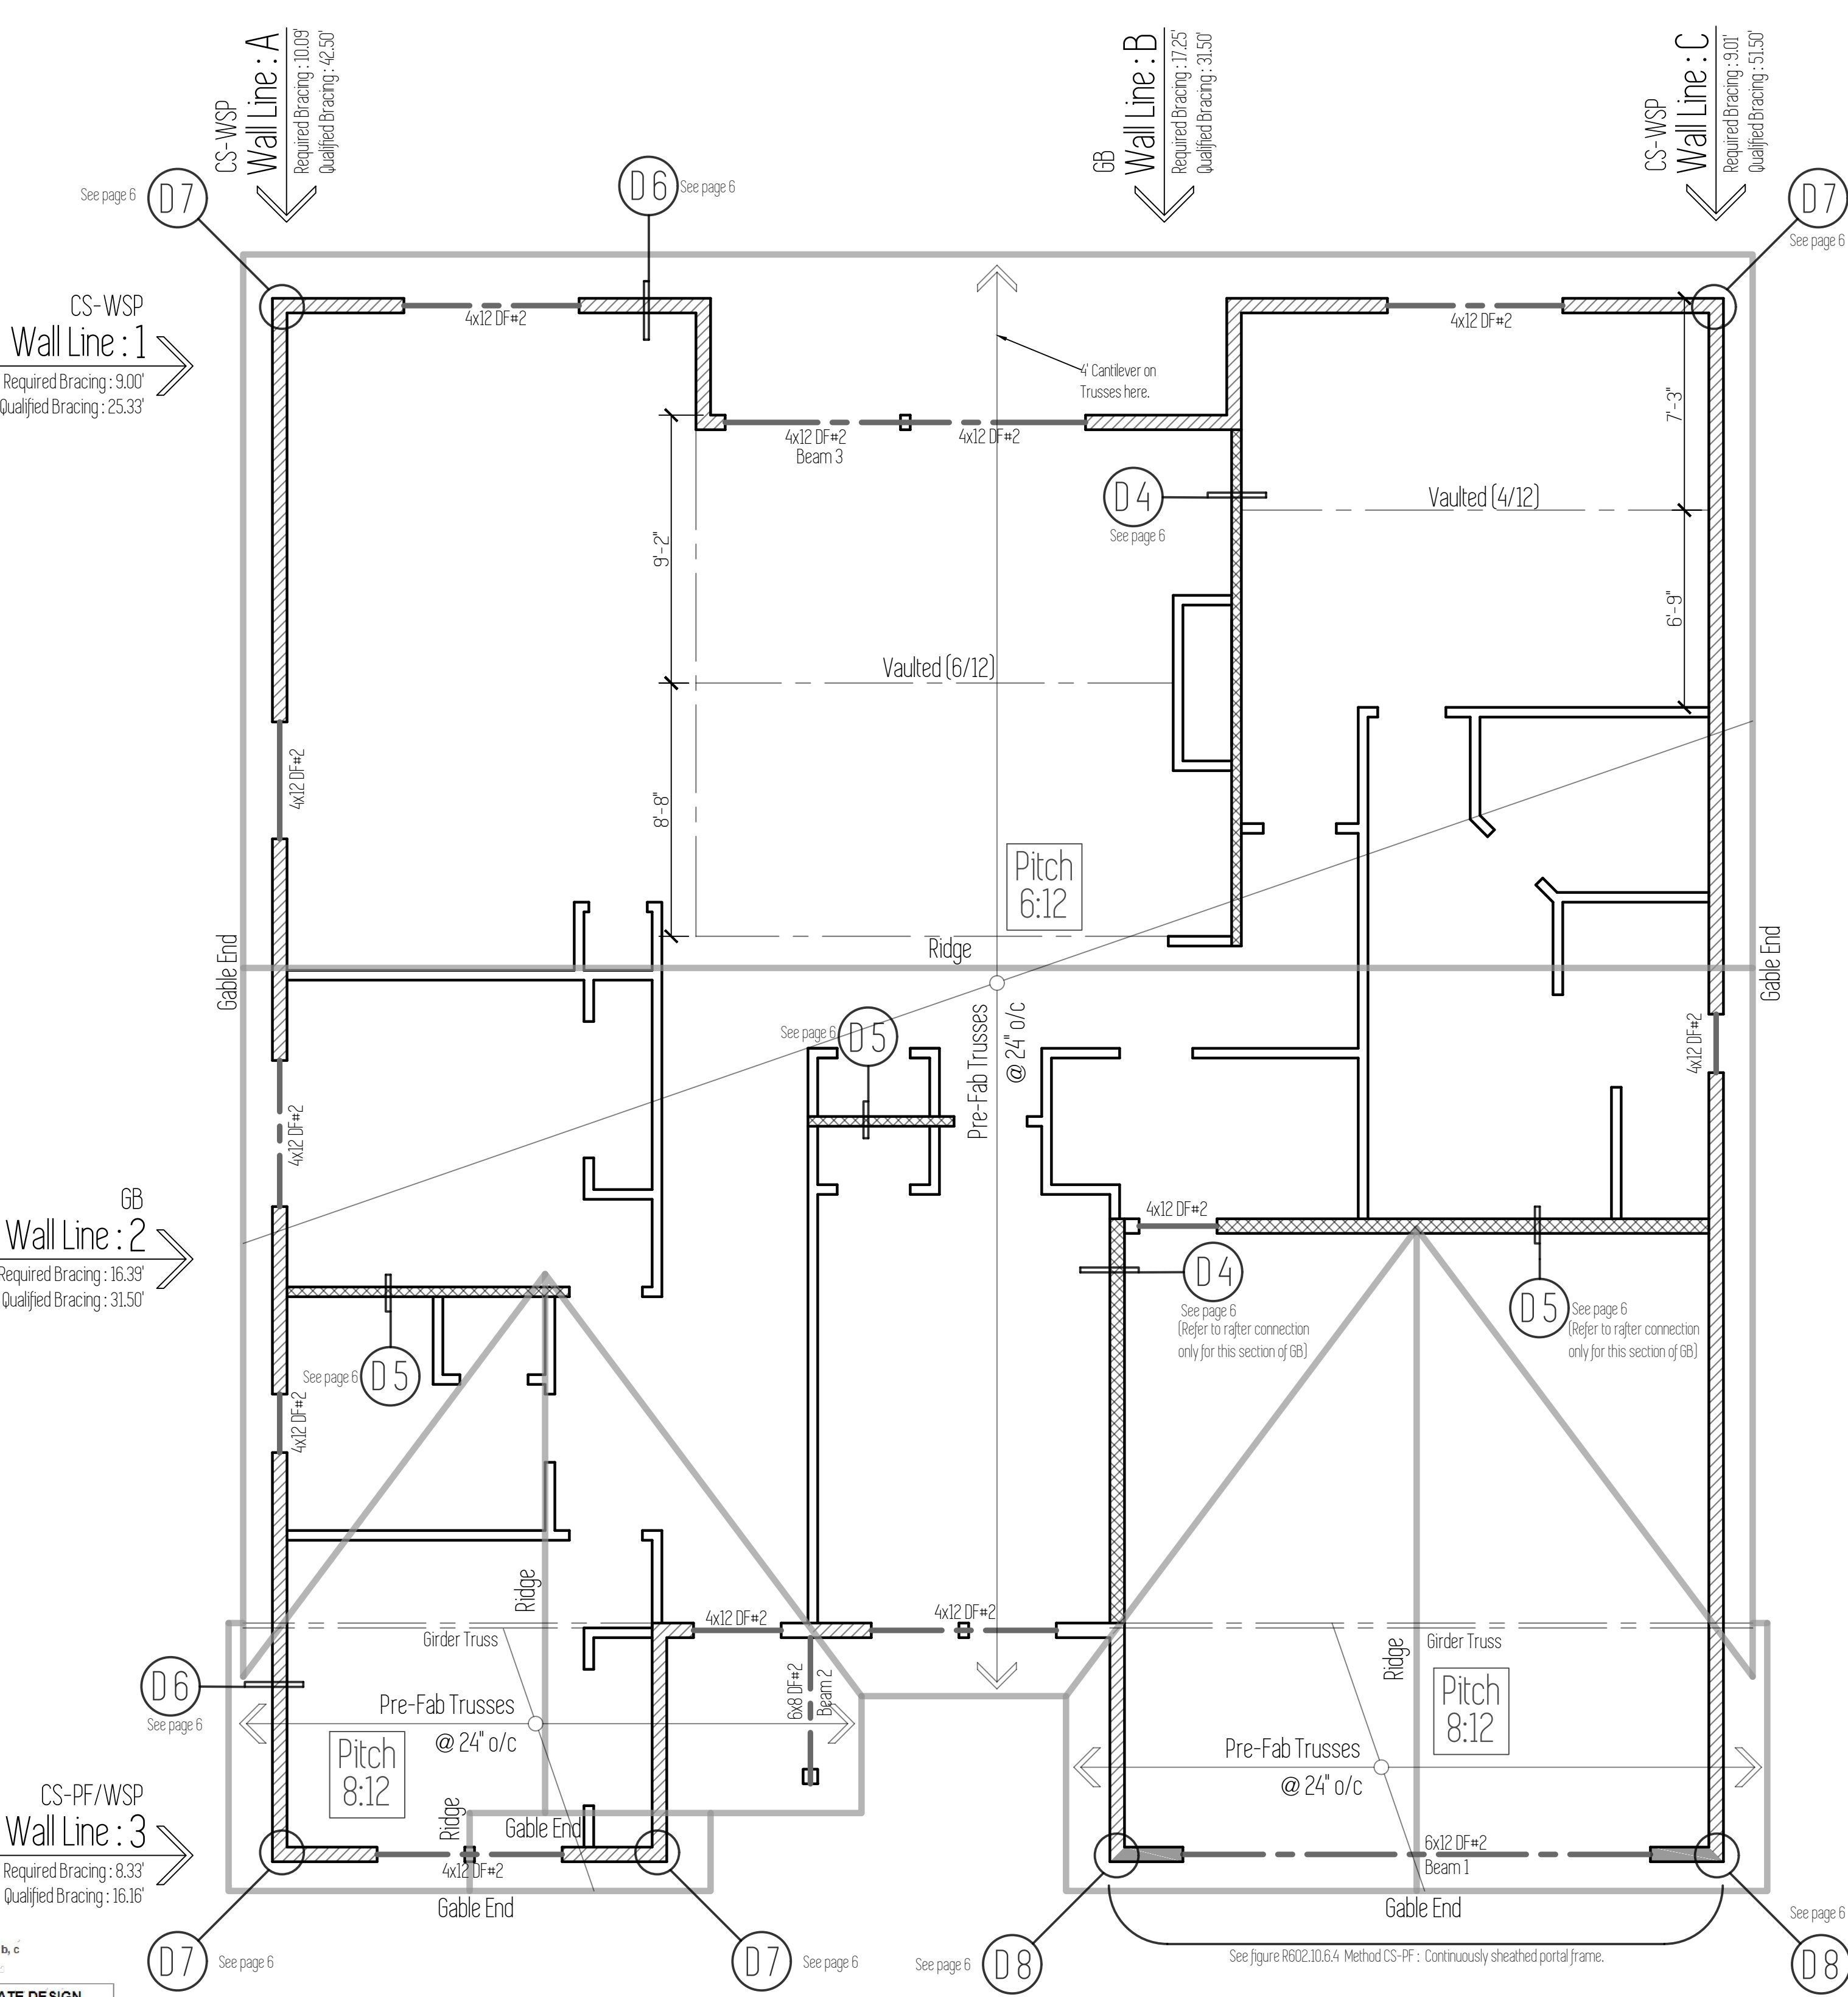 CS-WSP
Wall Line : A
Required Bracing : 10.09'
Qualified Bracing : 42.50'
GB
Wall Line : B
Required Bracing : 17.25'
Qualified Bracing : 31.50'
CS-WSP
Wall Line : C
Required Bracing : 9.01'
Qualified Bracing : 51.50'
See page 6
D7
D6
See page 6
D7
See page 6
CS-WSP
Wall Line : 1
Required Bracing : 9.00'
Qualified Bracing : 25.33'
4x12 DF#2
4x12 DF#2
4' Cantilever on
Trusses here.
7'-3"
4x12 DF#2
Beam 3
4x12 DF#2
D4
See page 6
Vaulted (4/12)
9'-2"
6'-9"
Vaulted (6/12)
4x12 DF#2
8'-8"
Pitch
6:12
Ridge
Gable End
Gable End
See page 6
D5
Pre-Fab Trusses
@ 24" o/c
4x12 DF#2
4x12 DF#2
GB
Wall Line : 2
Required Bracing : 16.39'
Qualified Bracing : 31.50'
4x12 DF#2
D4
See page 6
(Refer to rafter connection
only for this section of GB)
D5
See page 6
(Refer to rafter connection
only for this section of GB)
See page 6
D5
4x12 DF#2
Ridge
Girder Truss
4x12 DF#2
4x12 DF#2
Ridge
Girder Truss
D6
See page 6
6x8 DF#2
Beam 2
Pre-Fab Trusses
@ 24" o/c
Pitch
8:12
Pitch
8:12
Pre-Fab Trusses
@ 24" o/c
CS-PF/WSP
Wall Line : 3
Required Bracing : 8.33'
Qualified Bracing : 16.16'
Ridge
Gable End
4x12 DF#2
6x12 DF#2
Beam 1
Gable End
Gable End
See page 6
D7
See page 6
D7
See page 6
See page 6
D8
See figure R602.10.6.4 Method CS-PF : Continuously sheathed portal frame.
D8
b, c
ATE DESIGN